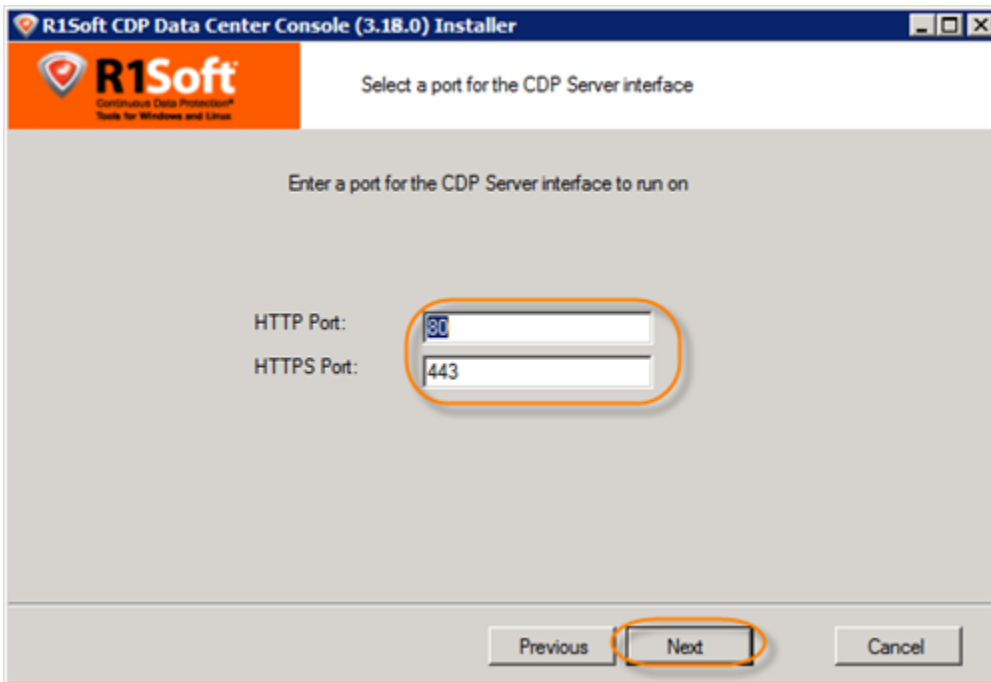 R1Soft CDP Data Center Console (3.18.0) Installer
R1Soft
Continuous Data Protection®
Tools for Windows and Linux
Select a port for the CDP Server interface
Enter a port for the CDP Server interface to run on
HTTP Port: 80
HTTPS Port: 443
Previous Next Cancel